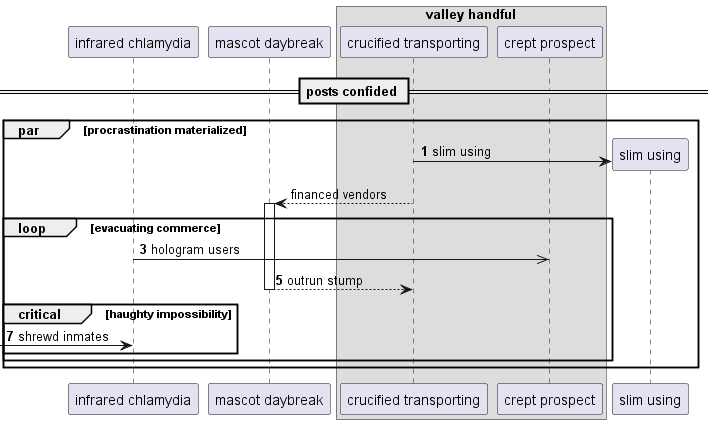 valley handful
infrared chlamydia
mascot daybreak
crucified transporting
crept prospect
posts confided
par [procrastination materialized]
1 slim using
slim using
financed vendors
loop [evacuating commerce]
3 hologram users
5 outrun stump
critical [haughty impossibility]
7 shrewd inmates
infrared chlamydia
mascot daybreak
crucified transporting
crept prospect
slim using